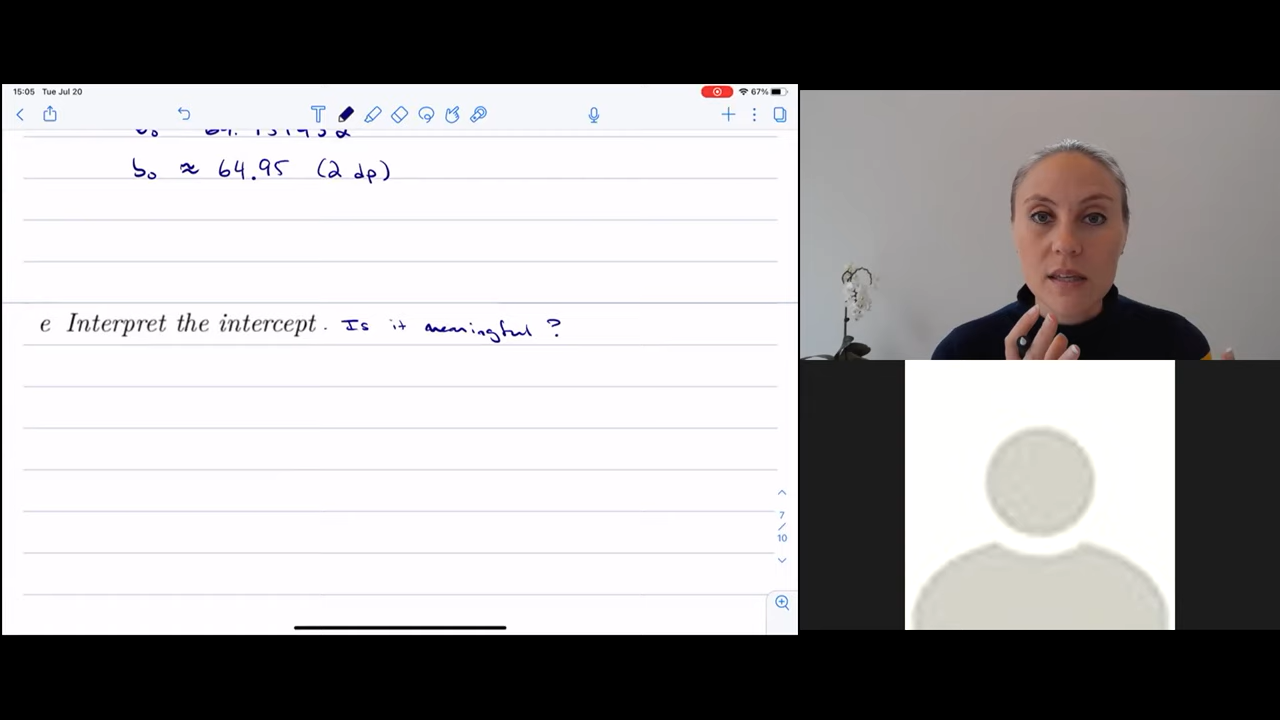 15:05 Tue Jul 20
67%
b₀ ≈ 64.95 (2 dp)
e Interpret the intercept. Is it meaningful?
7
/
10